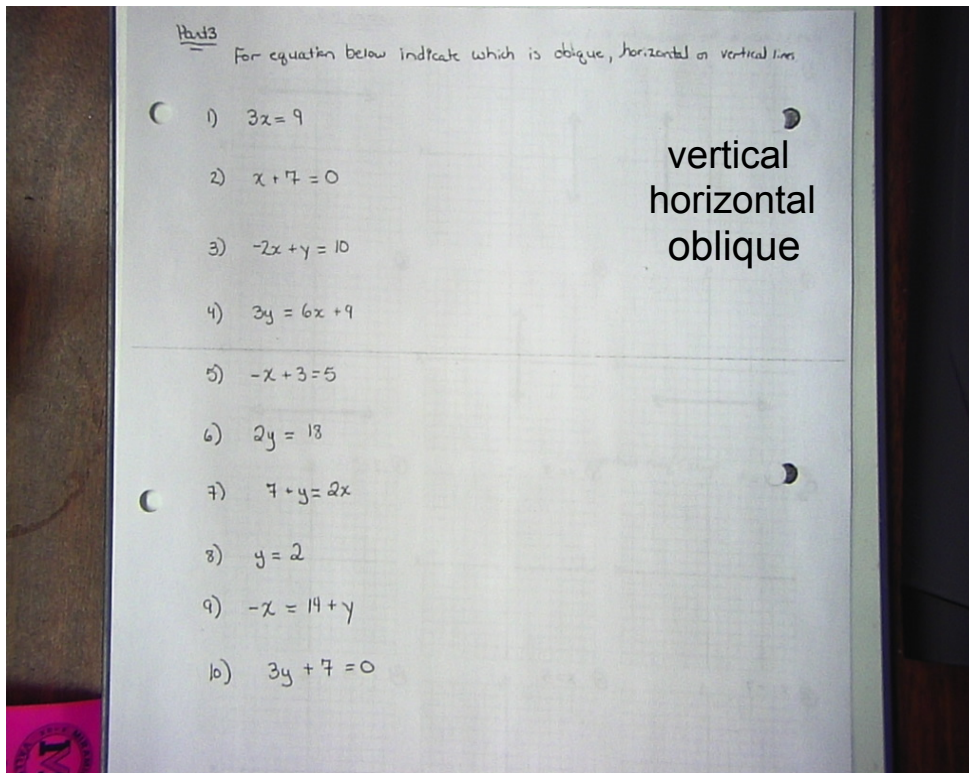 Part3
For equation below indicate which is oblique, horizontal or vertical lines
1) 3x = 9
vertical
horizontal
oblique
2) x + 7 = 0
3) -2x + y = 10
4) 3y = 6x + 9
5) -x + 3 = 5
6) 2y = 18
7) 7 + y = 2x
8) y = 2
9) -x = 14 + y
10) 3y + 7 = 0